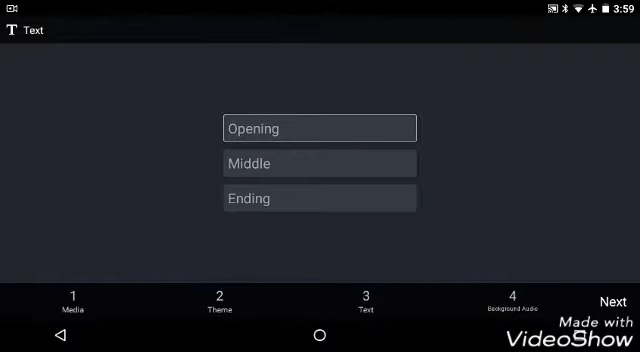 3:59
T Text
Opening
Middle
Ending
1
Media
2
Theme
3
Text
4
Background Audio
Next
Made with
VideoShow